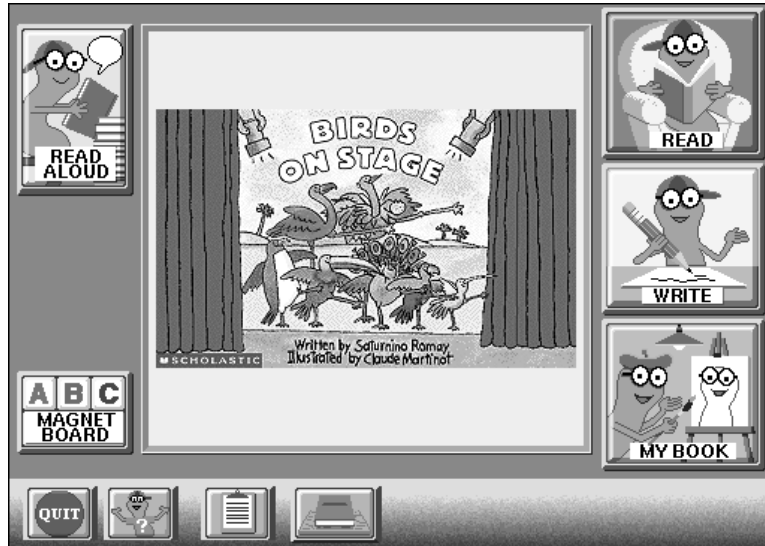 READ
ALOUD
BIRDS
ON STAGE
Written by Saturnino Romay
Illustrated by Claude Martinot
SCHOLASTIC
READ
WRITE
MY BOOK
A B C
MAGNET
BOARD
QUIT
?